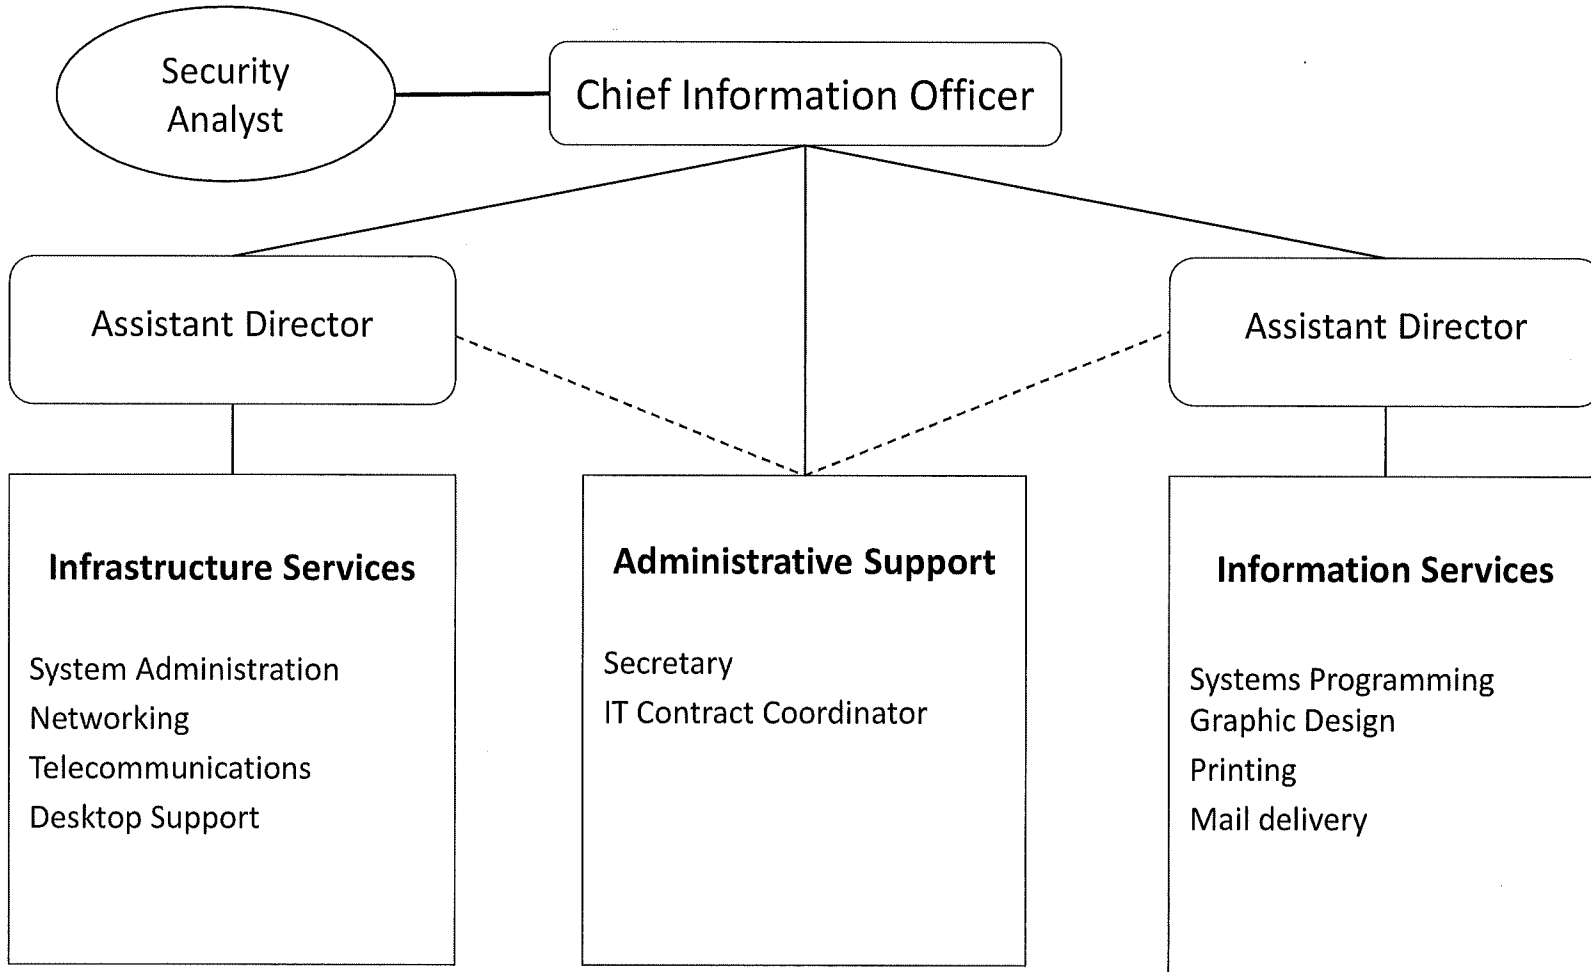 Security
Analyst
Chief Information Officer
Assistant Director
Assistant Director
Infrastructure Services
System Administration
Networking
Telecommunications
Desktop Support
Administrative Support
Secretary
IT Contract Coordinator
Information Services
Systems Programming
Graphic Design
Printing
Mail delivery